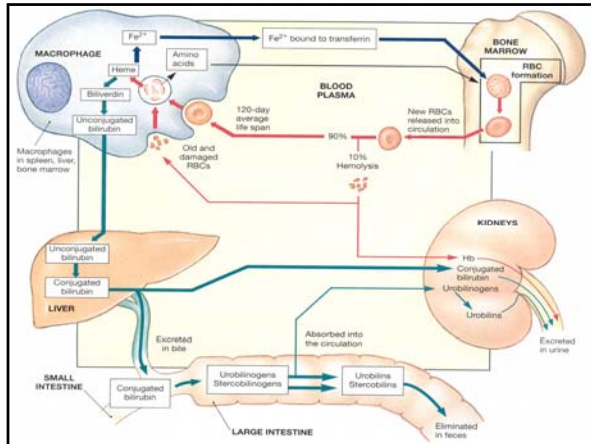 MACROPHAGE
Fe²⁺
Fe²⁺ bound to transferrin
BONE
MARROW
RBC
formation
Amino
acids
Heme
Biliverdin
Unconjugated
bilirubin
Macrophages
in spleen, liver,
bone marrow
BLOOD
PLASMA
120-day
average
life span
90%
New RBCs
released into
circulation
Old and
damaged
RBCs
10%
Hemolysis
KIDNEYS
Unconjugated
bilirubin
Conjugated
bilirubin
LIVER
Hb
Conjugated
bilirubin
Urobilinogens
Urobilins
Excreted
in urine
Excreted
in bile
Absorbed into
the circulation
SMALL
INTESTINE
Conjugated
bilirubin
Urobilinogens
Stercobilinogens
Urobilins
Stercobilins
Eliminated
in feces
LARGE INTESTINE